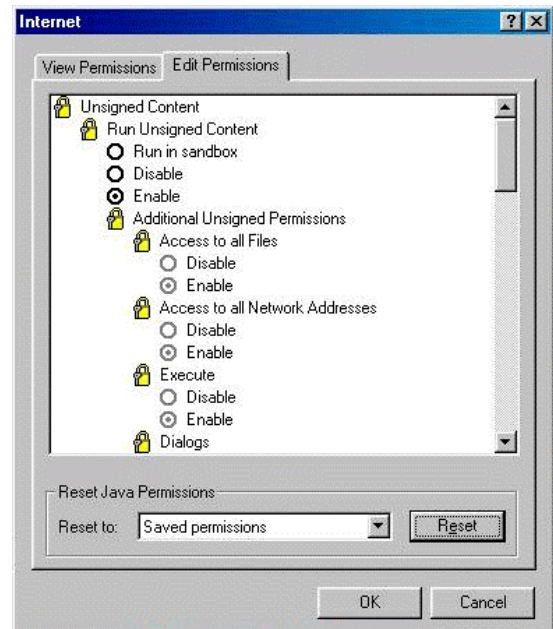 Internet
View Permissions Edit Permissions
Unsigned Content
Run Unsigned Content
Run in sandbox
Disable
Enable
Additional Unsigned Permissions
Access to all Files
Disable
Enable
Access to all Network Addresses
Disable
Enable
Execute
Disable
Enable
Dialogs
Reset Java Permissions
Reset to: Saved permissions Reset
OK Cancel